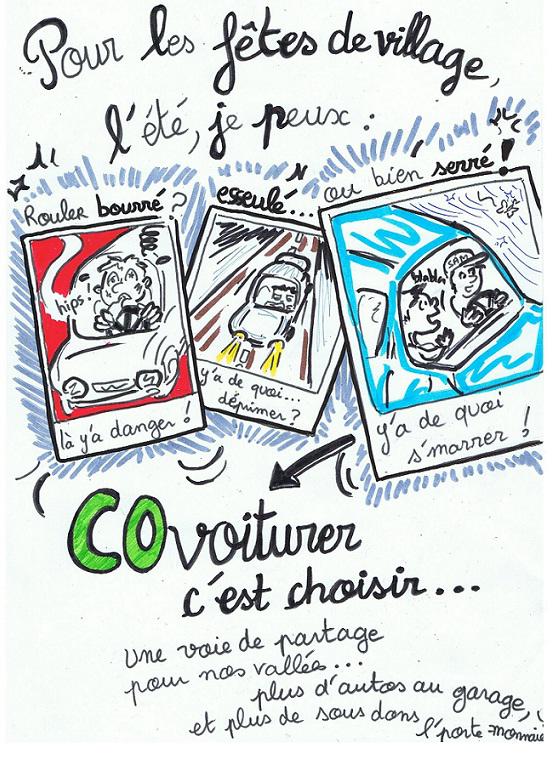 Pour les fêtes de village,
l'été, je peux :
Rouler bourré ?
esseulé...
ou bien serré !
hips !
blabla
SAM
là y'a danger !
y'a de quoi...
déprimer ?
y'a de quoi
s'marrer !
COvoiturer
c'est choisir...
une voie de partage
pour nos vallées...
plus d'autos au garage,
et plus de sous dans l'porte-monnaie